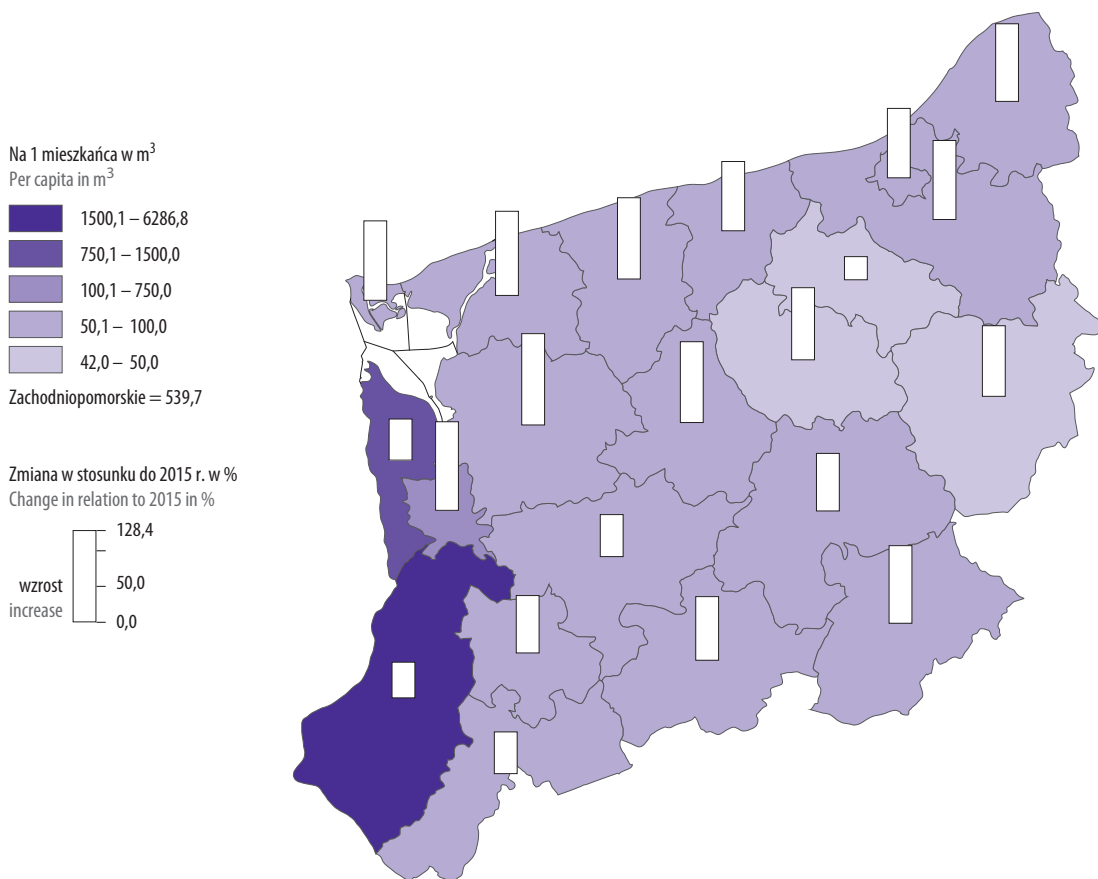 Na 1 mieszkańca w m³
Per capita in m³
1500,1 – 6286,8
750,1 – 1500,0
100,1 – 750,0
50,1 – 100,0
42,0 – 50,0
Zachodniopomorskie = 539,7
Zmiana w stosunku do 2015 r. w %
Change in relation to 2015 in %
128,4
50,0
wzrost
increase
0,0